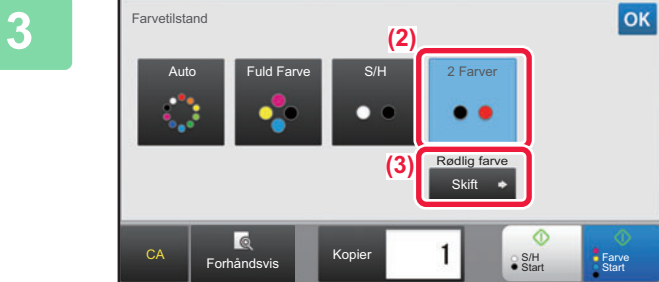 3
Farvetilstand
OK
(2)
Auto
Fuld Farve
S/H
2 Farver
(3)
Rødlig farve
Skift
CA
Forhåndsvis
Kopier
1
S/H
Start
Farve
Start